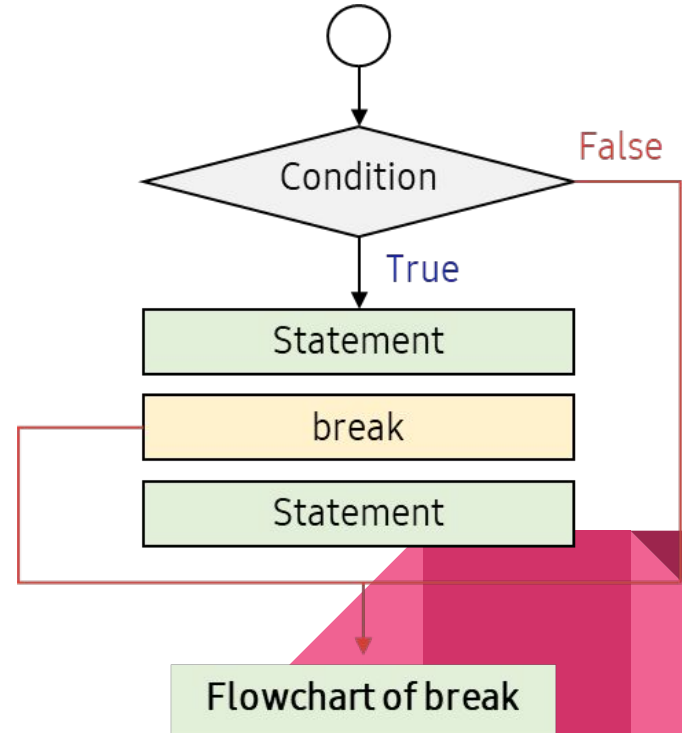 False
Condition
True
Statement
break
Statement
Flowchart of break